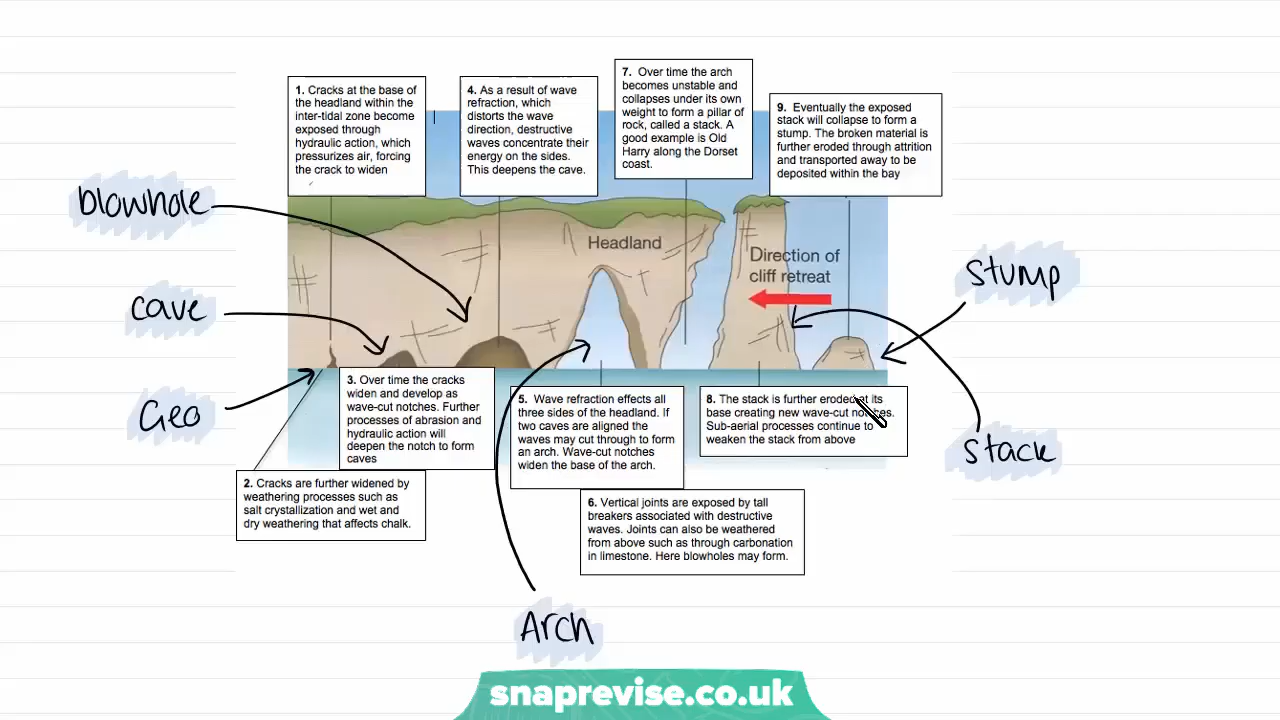 1. Cracks at the base of
the headland within the
inter-tidal zone become
exposed through
hydraulic action, which
pressurizes air, forcing
the crack to widen
4. As a result of wave
refraction, which
distorts the wave
direction, destructive
waves concentrate their
energy on the sides.
This deepens the cave.
7. Over time the arch
becomes unstable and
collapses under its own
weight to form a pillar of
rock, called a stack. A
good example is Old
Harry along the Dorset
coast.
9. Eventually the exposed
stack will collapse to form a
stump. The broken material is
further eroded through attrition
and transported away to be
deposited within the bay
blowhole
cave
Geo
Headland
Direction of
cliff retreat
stump
stack
3. Over time the cracks
widen and develop as
wave-cut notches. Further
processes of abrasion and
hydraulic action will
deepen the notch to form
caves
5. Wave refraction effects all
three sides of the headland. If
two caves are aligned the
waves may cut through to form
an arch. Wave-cut notches
widen the base of the arch.
8. The stack is further eroded at its
base creating new wave-cut notches.
Sub-aerial processes continue to
weaken the stack from above
2. Cracks are further widened by
weathering processes such as
salt crystallization and wet and
dry weathering that affects chalk.
6. Vertical joints are exposed by tall
breakers associated with destructive
waves. Joints can also be weathered
from above such as through carbonation
in limestone. Here blowholes may form.
Arch
snaprevise.co.uk